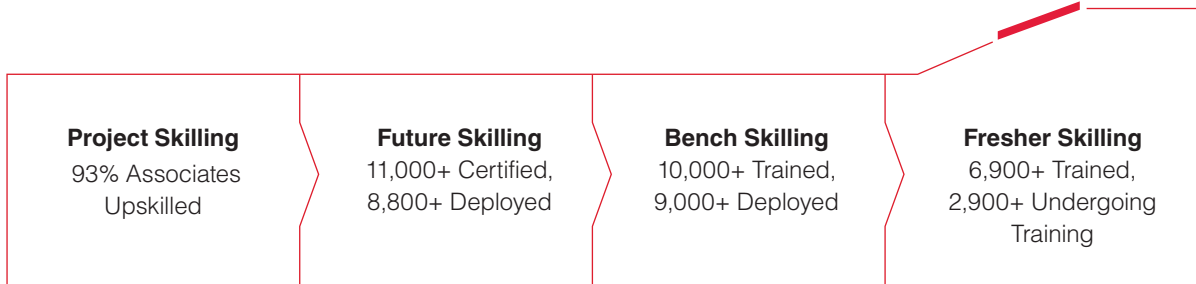 Project Skilling
93% Associates
Upskilled
Future Skilling
11,000+ Certified,
8,800+ Deployed
Bench Skilling
10,000+ Trained,
9,000+ Deployed
Fresher Skilling
6,900+ Trained,
2,900+ Undergoing
Training